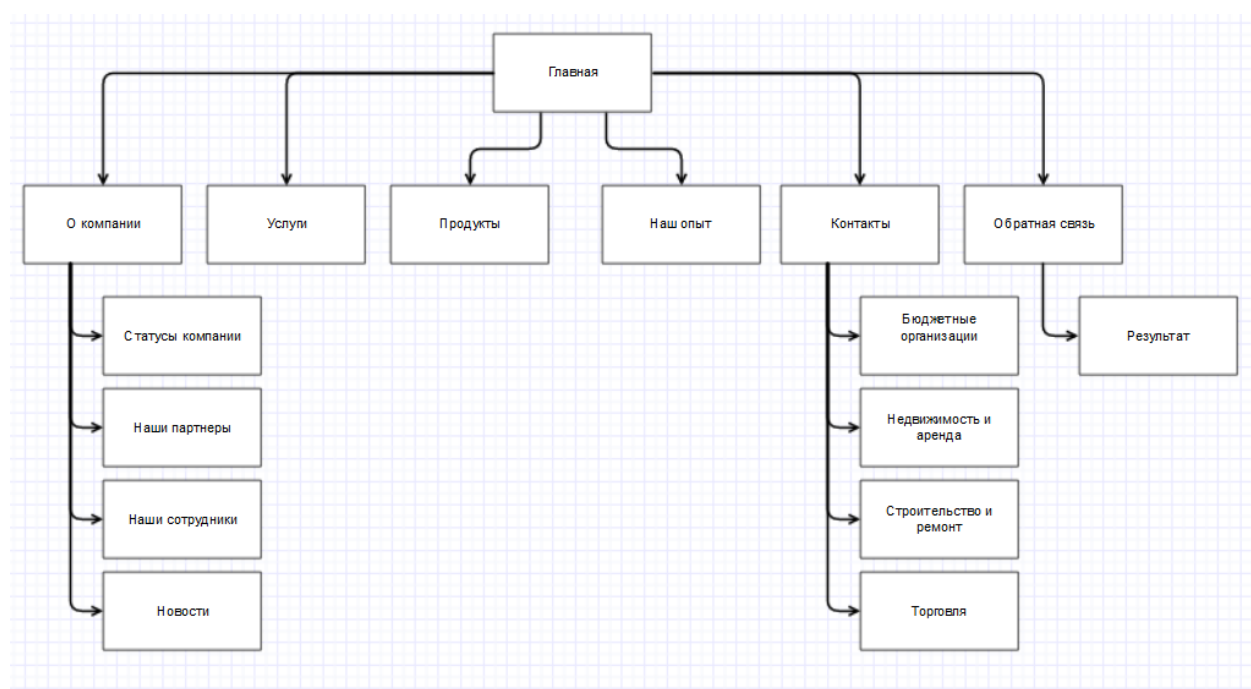 Главная
О компании
Услуги
Продукты
Наш опыт
Контакты
Обратная связь
Статусы компании
Наши партнеры
Наши сотрудники
Новости
Бюджетные
организации
Недвижимость и
аренда
Строительство и
ремонт
Торговля
Результат